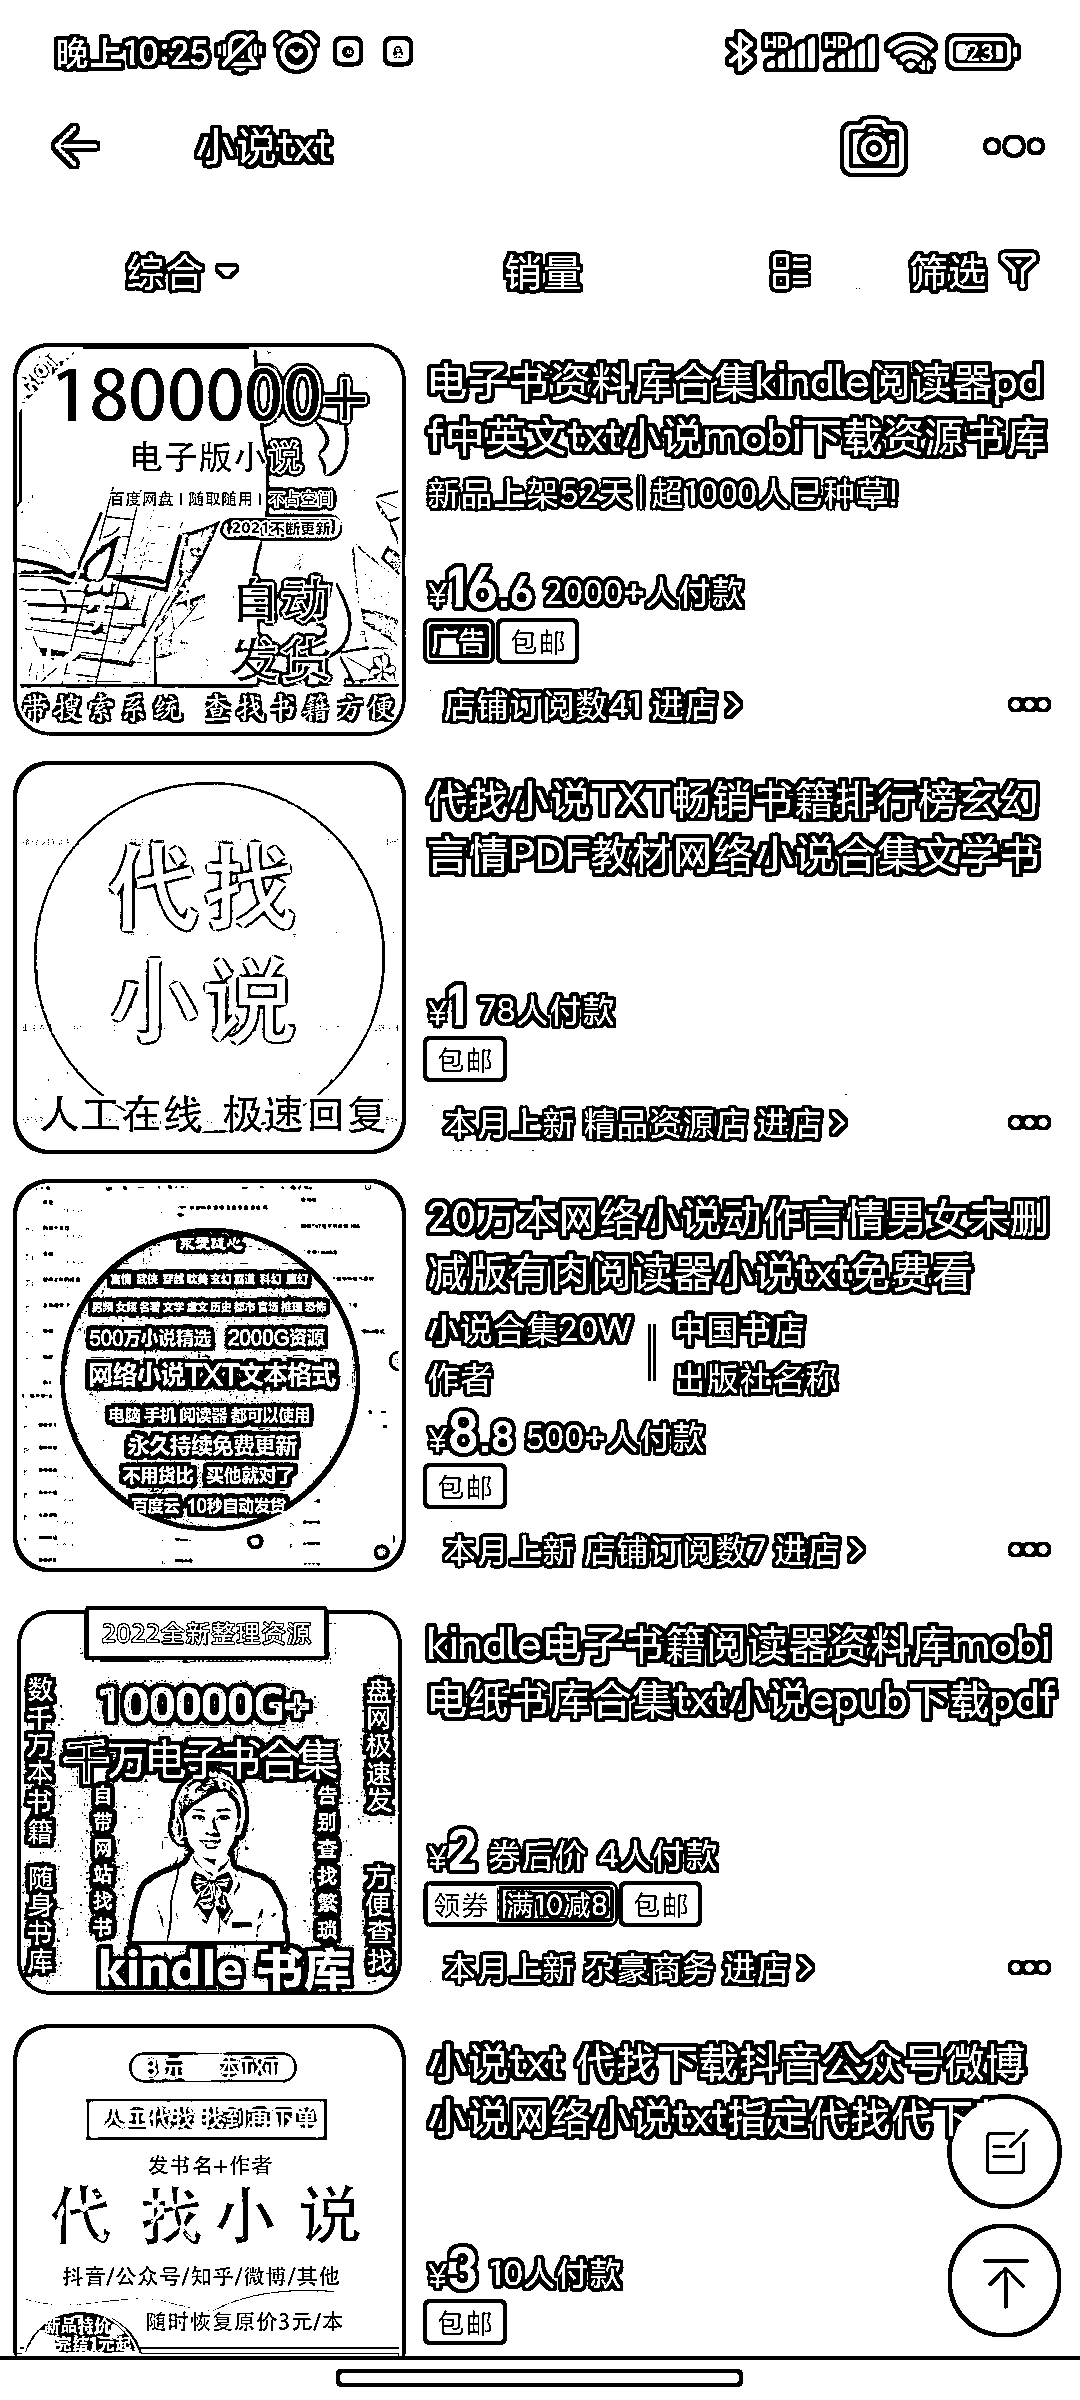 晚上10:25
HD
HD
23
小说txt
综合
销量
筛选
HOT
1800000+
电子版小说
百度网盘 | 随取随用 | 不占空间
2021不断更新
自动
发货
带搜索系统 查找书籍方便
电子书资料库合集kindle阅读器pd
f中英文txt小说mobi下载资源书库
新品上架52天|超1000人已种草!
¥16.6 2000+人付款
广告 包邮
店铺订阅数41 进店 >
代找
小说
人工在线_极速回复
代找小说TXT畅销书籍排行榜玄幻
言情PDF教材网络小说合集文学书
¥1 78人付款
包邮
本月上新 精品资源店 进店 >
言情 武侠 穿越 耽美 玄幻 霸道 科幻 魔幻
500万小说精选 2000G资源
网络小说TXT文本格式
电脑 手机 阅读器 都可以使用
永久持续免费更新
不用货比 买他就对了
百度云 10秒自动发货
20万本网络小说动作言情男女未删
减版有肉阅读器小说txt免费看
小说合集20W 中国书店
作者 出版社名称
¥8.8 500+人付款
包邮
本月上新 店铺订阅数7 进店 >
2022全新整理资源
100000G+
千万电子书合集
数千万本书籍 随身书库
自带网站找书
告别查找繁琐
盘网极速发 方便查找
kindle 书库
kindle电子书籍阅读器资料库mobi
电纸书库合集txt小说epub下载pdf
¥2 券后价 4人付款
领券 满10减8 包邮
本月上新 尕豪商务 进店 >
人工代找 找到再下单
发书名+作者
代找小说
抖音/公众号/知乎/微博/其他
随时恢复原价3元/本
新品特价
小说txt 代找下载抖音公众号微博
小说网络小说txt指定代找代下
¥3 10人付款
包邮